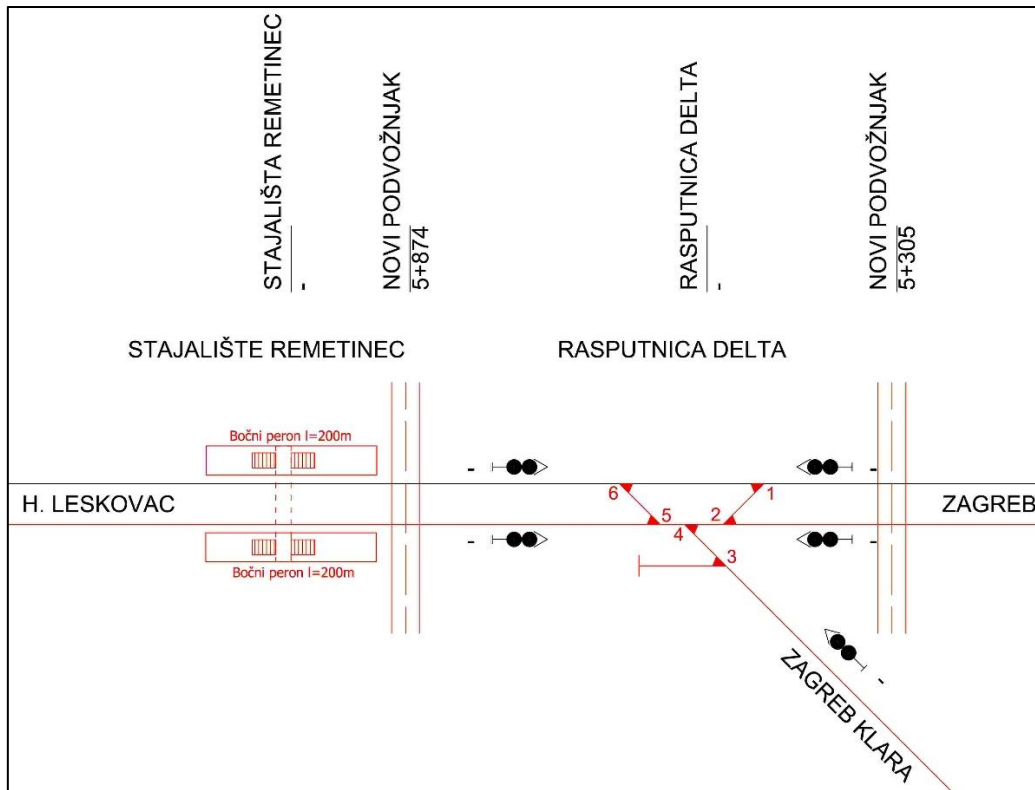 STAJALIŠTA REMETINEC
-
NOVI PODVOŽNJAK
5+874
RASPUTNICA DELTA
-
NOVI PODVOŽNJAK
5+305
STAJALIŠTE REMETINEC
RASPUTNICA DELTA
Bočni peron l=200m
-
-
6
1
H. LESKOVAC
ZAGREB
5
4
2
-
-
3
Bočni peron l=200m
-
ZAGREB KLARA